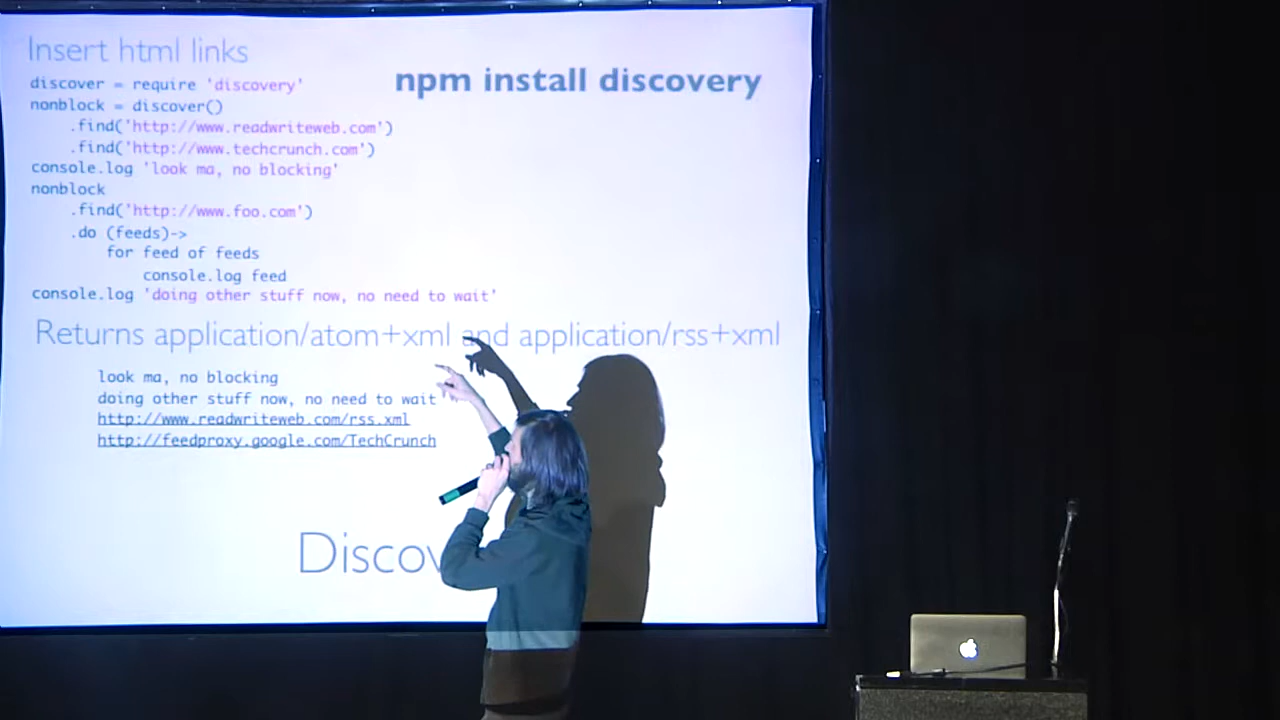 Insert html links
npm install discovery
discover = require 'discovery'
nonblock = discover()
.find('http://www.readwriteweb.com')
.find('http://www.techcrunch.com')
console.log 'look ma, no blocking'
nonblock
.find('http://www.foo.com')
.do (feeds)->
for feed of feeds
console.log feed
console.log 'doing other stuff now, no need to wait'
Returns application/atom+xml and application/rss+xml
look ma, no blocking
doing other stuff now, no need to wait
http://www.readwriteweb.com/rss.xml
http://feedproxy.google.com/TechCrunch